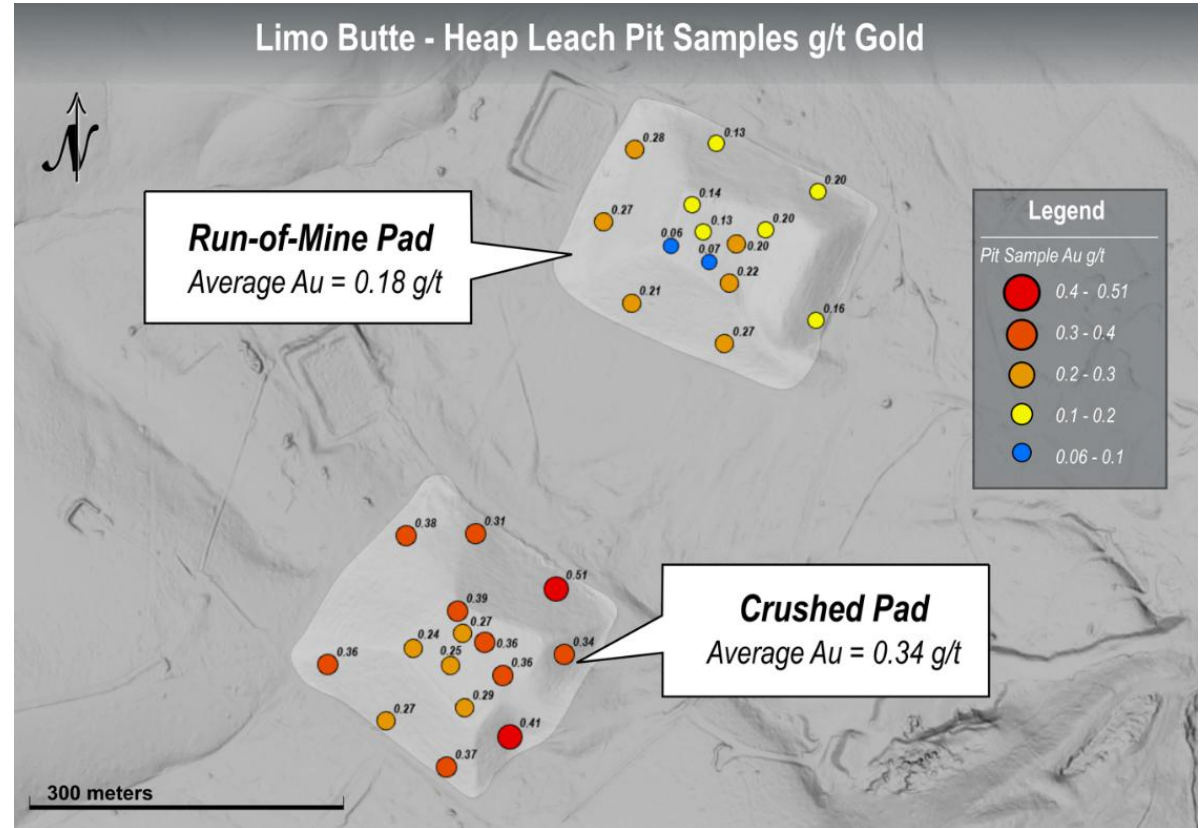 Limo Butte - Heap Leach Pit Samples g/t Gold
N
0.28
0.13
0.20
0.14
0.27
0.13
0.20
0.06
0.20
0.07
0.22
0.21
0.16
0.27
Run-of-Mine Pad
Average Au = 0.18 g/t
Legend
Pit Sample Au g/t
0.4 - 0.51
0.3 - 0.4
0.2 - 0.3
0.1 - 0.2
0.06 - 0.1
0.38
0.31
0.51
0.39
0.27
0.24
0.36
0.34
0.36
0.25
0.36
0.29
0.27
0.41
0.37
Crushed Pad
Average Au = 0.34 g/t
300 meters